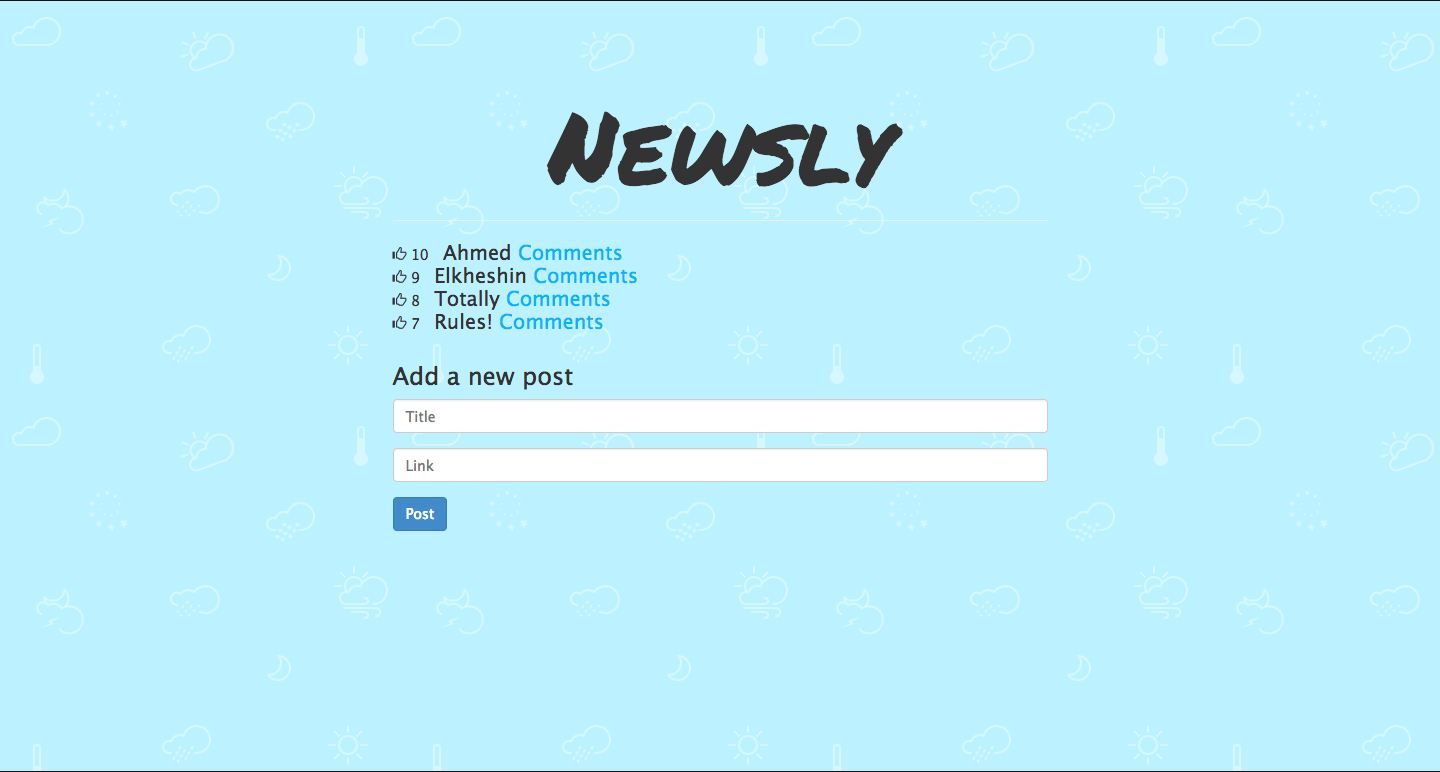 Newsly
10 Ahmed Comments
9 Elkheshin Comments
8 Totally Comments
7 Rules! Comments
Add a new post
Title
Link
Post